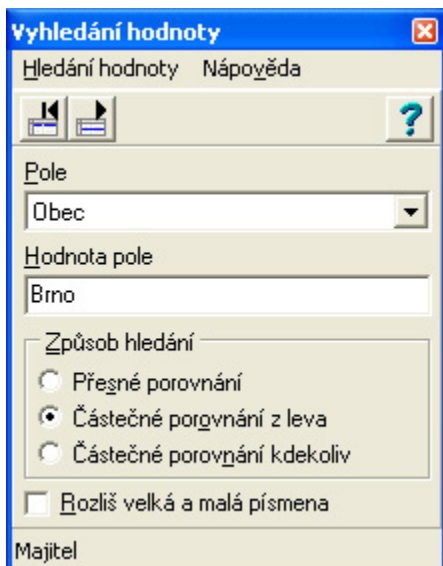 Vyhledání hodnoty
Hledání hodnoty Nápověda
?
Pole
Obec
Hodnota pole
Brno
Způsob hledání
Přesné porovnání
Částečné porovnání z leva
Částečné porovnání kdekoliv
Rozliš velká a malá písmena
Majitel